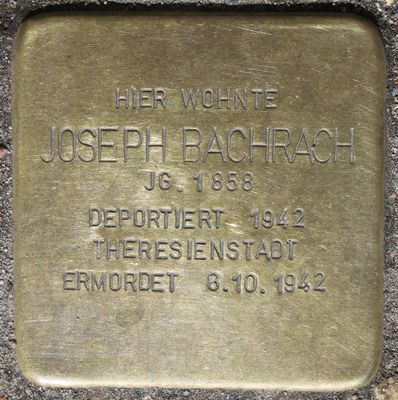 HIER WOHNTE
JOSEPH BACHRACH
JG. 1858
DEPORTIERT 1942
THERESIENSTADT
ERMORDET 8.10.1942